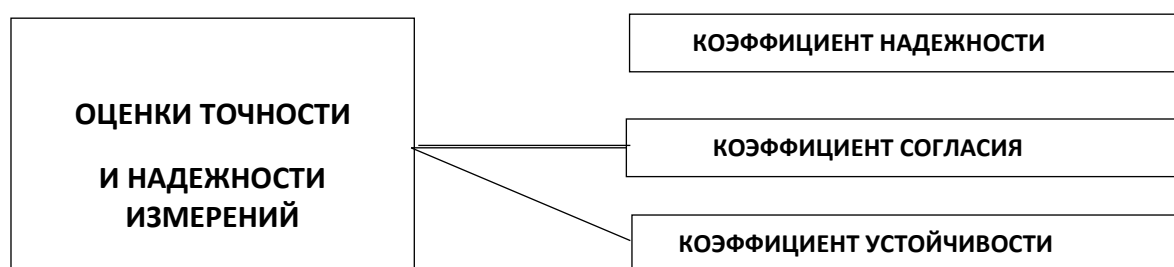 ОЦЕНКИ ТОЧНОСТИ
И НАДЕЖНОСТИ
ИЗМЕРЕНИЙ
КОЭФФИЦИЕНТ НАДЕЖНОСТИ
КОЭФФИЦИЕНТ СОГЛАСИЯ
КОЭФФИЦИЕНТ УСТОЙЧИВОСТИ